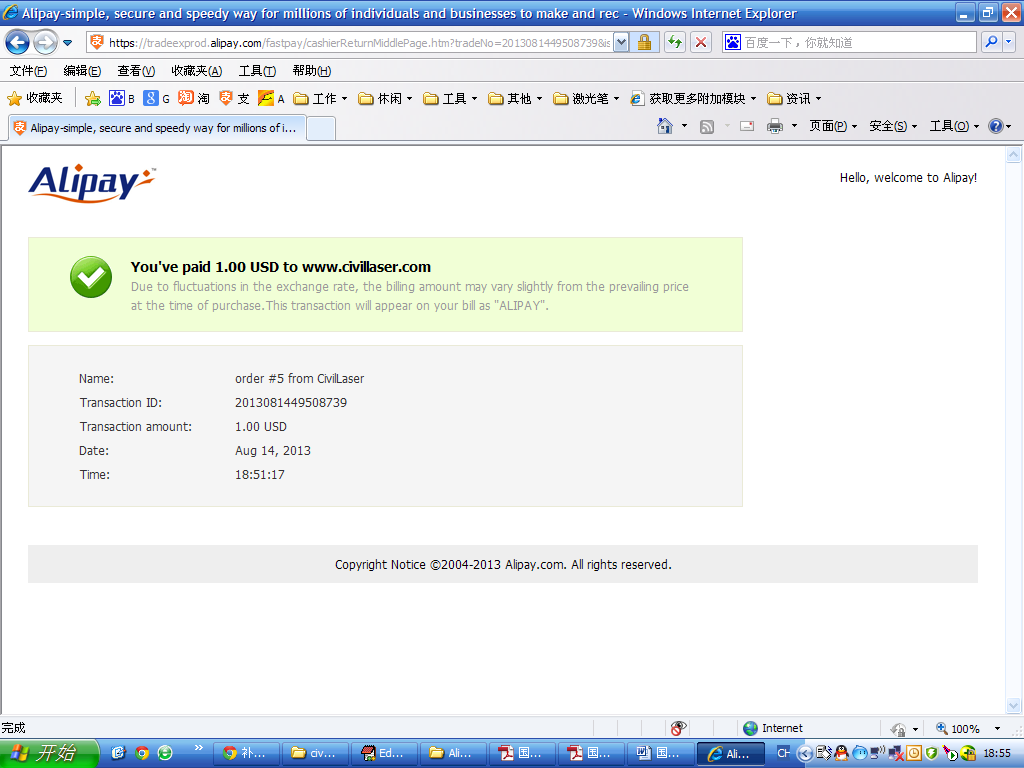 Alipay-simple, secure and speedy way for millions of individuals and businesses to make and rec - Windows Internet Explorer
https://tradeexprod.alipay.com/fastpay/cashierReturnMiddlePage.htm?tradeNo=2013081449508739&is
百度一下，你就知道
文件(F) 编辑(E) 查看(V) 收藏夹(A) 工具(T) 帮助(H)
收藏夹 B G 淘 支 A 工作 休闲 工具 其他 激光笔 获取更多附加模块 资讯
Alipay-simple, secure and speedy way for millions of i...
页面(P) 安全(S) 工具(O)
Alipay
Hello, welcome to Alipay!
You've paid 1.00 USD to www.civillaser.com
Due to fluctuations in the exchange rate, the billing amount may vary slightly from the prevailing price
at the time of purchase.This transaction will appear on your bill as "ALIPAY".
Name: order #5 from CivilLaser
Transaction ID: 2013081449508739
Transaction amount: 1.00 USD
Date: Aug 14, 2013
Time: 18:51:17
Copyright Notice ©2004-2013 Alipay.com. All rights reserved.
完成 Internet 100%
开始 补... civ... Ed... Ali... 国... 国... 国... Ali... CH 18:55